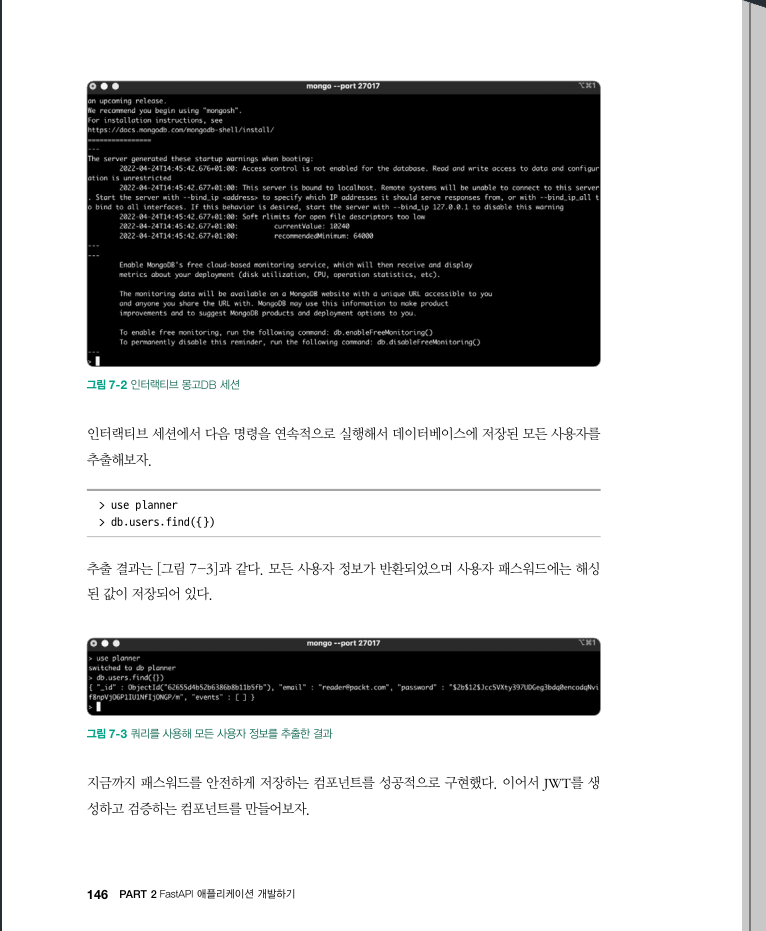 mongo --port 27017
⌥⌘1
an upcoming release.
We recommend you begin using "mongosh".
For installation instructions, see
https://docs.mongodb.com/mongodb-shell/install/
================
---
The server generated these startup warnings when booting:
2022-04-24T14:45:42.676+01:00: Access control is not enabled for the database. Read and write access to data and configur
ation is unrestricted
2022-04-24T14:45:42.677+01:00: This server is bound to localhost. Remote systems will be unable to connect to this server
. Start the server with --bind_ip <address> to specify which IP addresses it should serve responses from, or with --bind_ip_all t
o bind to all interfaces. If this behavior is desired, start the server with --bind_ip 127.0.0.1 to disable this warning
2022-04-24T14:45:42.677+01:00: Soft rlimits for open file descriptors too low
2022-04-24T14:45:42.677+01:00: currentValue: 10240
2022-04-24T14:45:42.677+01:00: recommendedMinimum: 64000
---
---
Enable MongoDB's free cloud-based monitoring service, which will then receive and display
metrics about your deployment (disk utilization, CPU, operation statistics, etc).
The monitoring data will be available on a MongoDB website with a unique URL accessible to you
and anyone you share the URL with. MongoDB may use this information to make product
improvements and to suggest MongoDB products and deployment options to you.
To enable free monitoring, run the following command: db.enableFreeMonitoring()
To permanently disable this reminder, run the following command: db.disableFreeMonitoring()
---
>
그림 7-2 인터랙티브 몽고DB 세션
인터랙티브 세션에서 다음 명령을 연속적으로 실행해서 데이터베이스에 저장된 모든 사용자를
추출해보자.
> use planner
> db.users.find({})
추출 결과는 [그림 7-3]과 같다. 모든 사용자 정보가 반환되었으며 사용자 패스워드에는 해싱
된 값이 저장되어 있다.
mongo --port 27017
⌥⌘1
> use planner
switched to db planner
> db.users.find({})
{ "_id" : ObjectId("62655d4b52b6386b8b11b5fb"), "email" : "reader@packt.com", "password" :
"events" : [ ] }
>
그림 7-3 쿼리를 사용해 모든 사용자 정보를 추출한 결과
지금까지 패스워드를 안전하게 저장하는 컴포넌트를 성공적으로 구현했다. 이어서 JWT를 생
성하고 검증하는 컴포넌트를 만들어보자.
146 PART 2 FastAPI 애플리케이션 개발하기